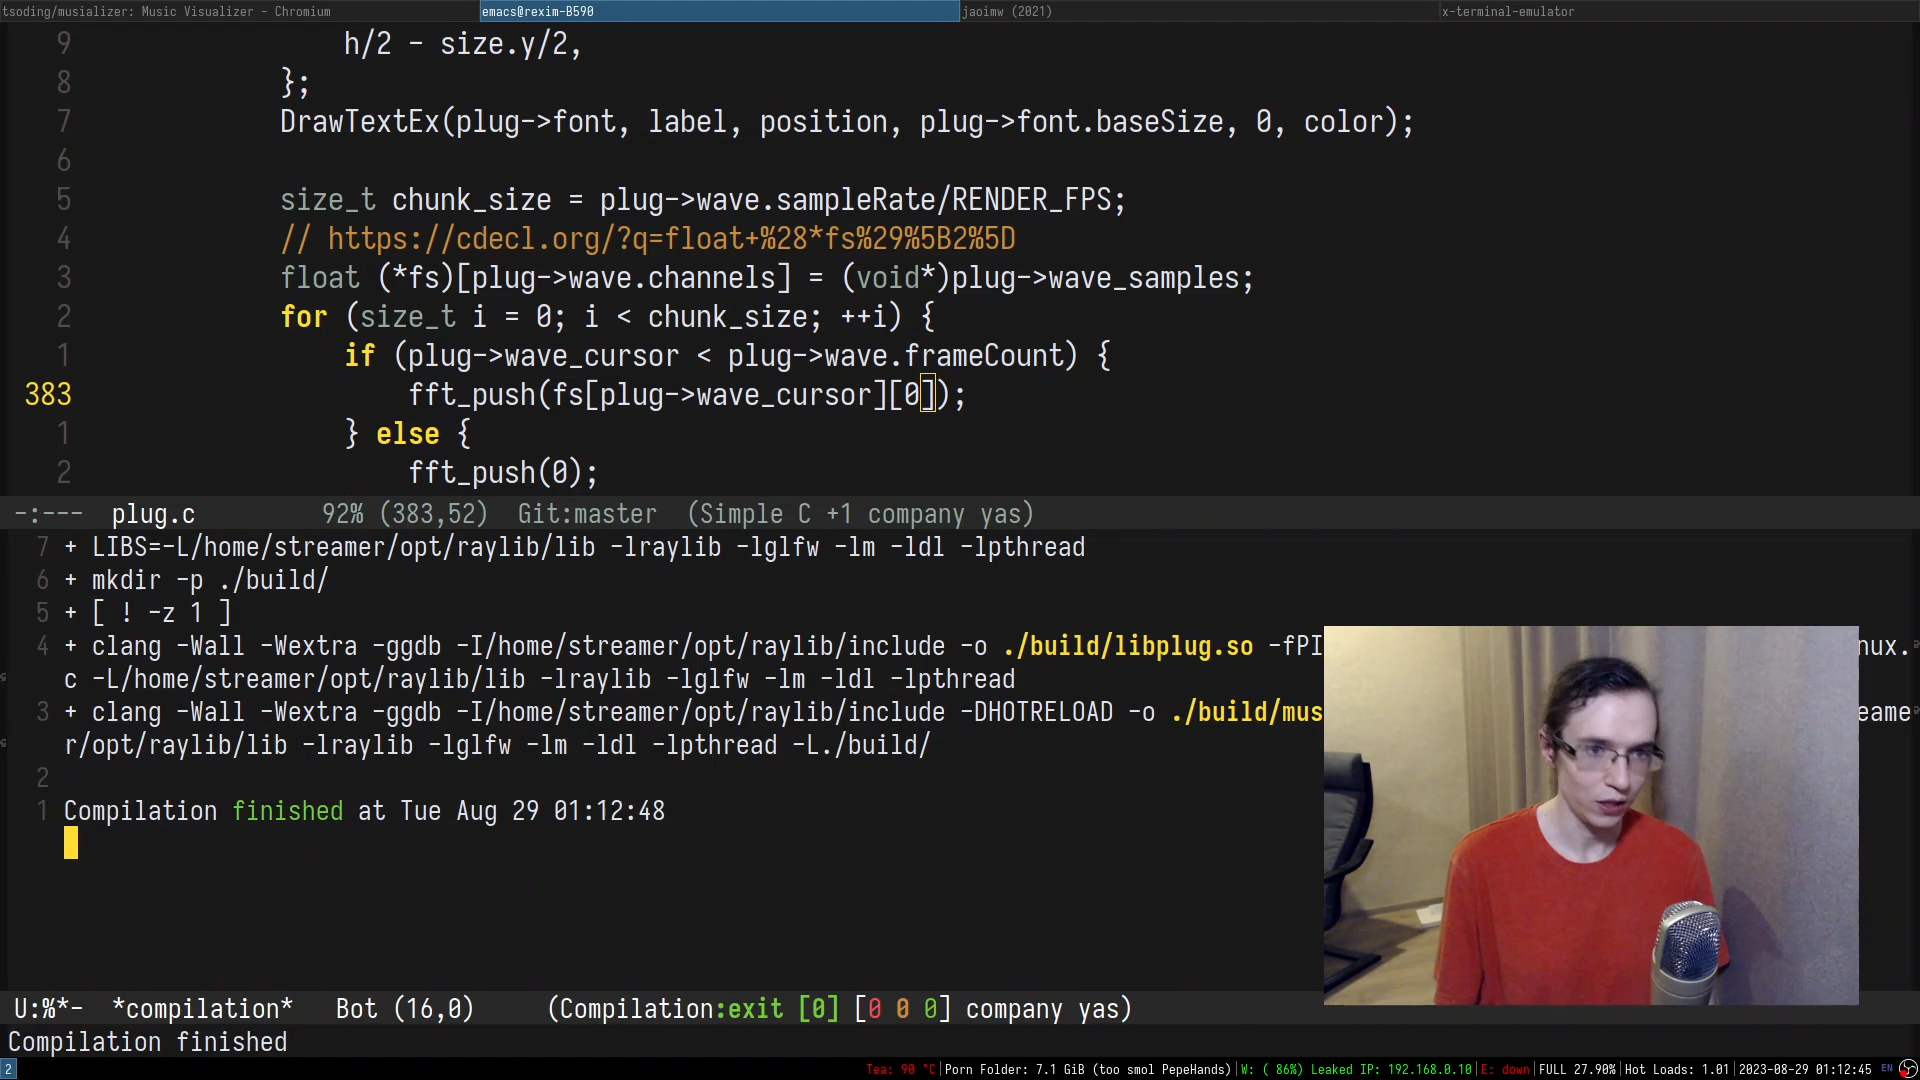 tsoding/musializer: Music Visualizer - Chromium
emacs@rexim-B590
jaoimw (2021)
x-terminal-emulator
9 h/2 - size.y/2,
8 };
7 DrawTextEx(plug->font, label, position, plug->font.baseSize, 0, color);
6
5 size_t chunk_size = plug->wave.sampleRate/RENDER_FPS;
4 // https://cdecl.org/?q=float+%28*fs%29%5B2%5D
3 float (*fs)[plug->wave.channels] = (void*)plug->wave_samples;
2 for (size_t i = 0; i < chunk_size; ++i) {
1 if (plug->wave_cursor < plug->wave.frameCount) {
383 fft_push(fs[plug->wave_cursor][0]);
1 } else {
2 fft_push(0);
-:--- plug.c 92% (383,52) Git:master (Simple C +1 company yas)
7 + LIBS=-L/home/streamer/opt/raylib/lib -lraylib -lglfw -lm -ldl -lpthread
6 + mkdir -p ./build/
5 + [ ! -z 1 ]
4 + clang -Wall -Wextra -ggdb -I/home/streamer/opt/raylib/include -o ./build/libplug.so -fPI nux.
c -L/home/streamer/opt/raylib/lib -lraylib -lglfw -lm -ldl -lpthread
3 + clang -Wall -Wextra -ggdb -I/home/streamer/opt/raylib/include -DHOTRELOAD -o ./build/mus eame
r/opt/raylib/lib -lraylib -lglfw -lm -ldl -lpthread -L./build/
2
1 Compilation finished at Tue Aug 29 01:12:48
U:%*- *compilation* Bot (16,0) (Compilation:exit [0] [0 0 0] company yas)
Compilation finished
2 Tea: 90 °C|Porn Folder: 7.1 GiB (too smol PepeHands)|W: ( 86%) Leaked IP: 192.168.0.10|E: down|FULL 27.90%|Hot Loads: 1.01|2023-08-29 01:12:45 EN